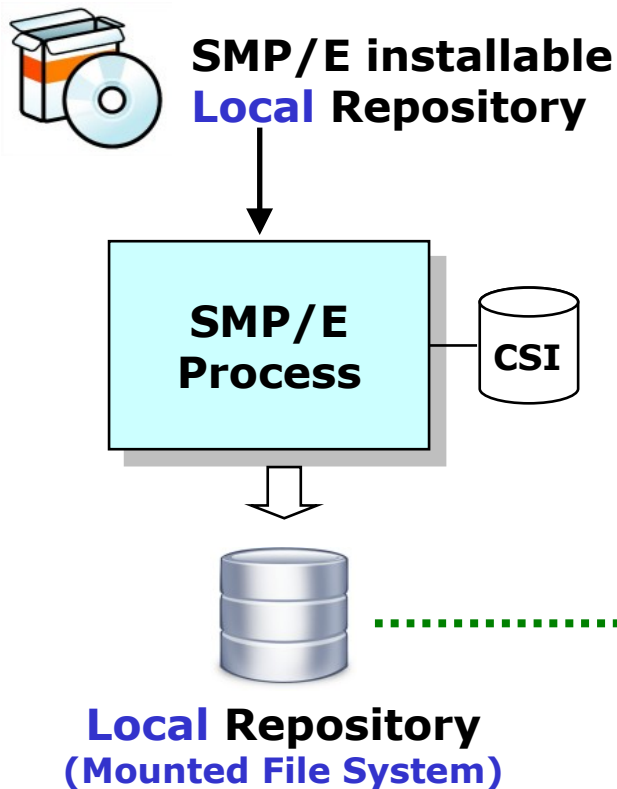 SMP/E installable
Local Repository
SMP/E
Process
CSI
Local Repository
(Mounted File System)